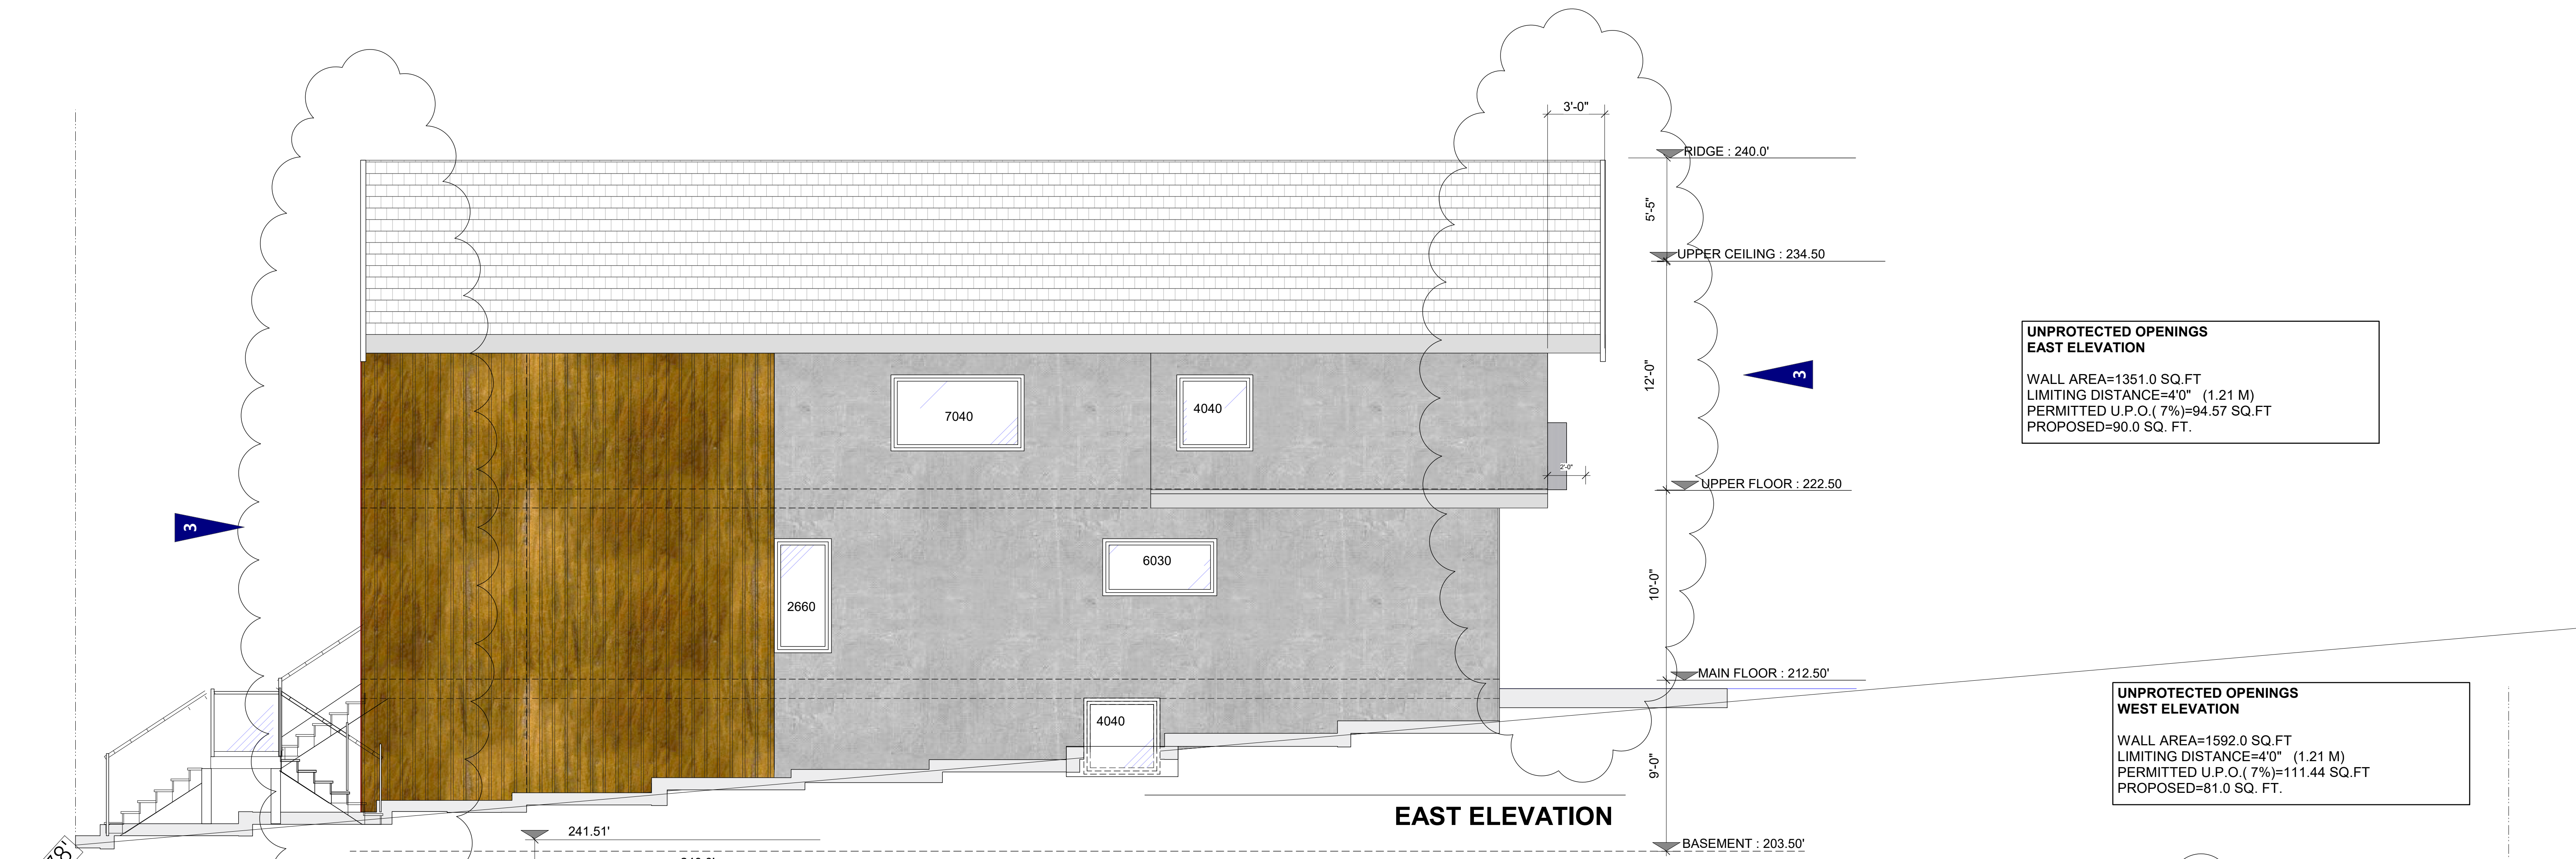 3'-0"
RIDGE : 240.0'
5'-5"
UPPER CEILING : 234.50
UNPROTECTED OPENINGS
EAST ELEVATION
WALL AREA=1351.0 SQ.FT
LIMITING DISTANCE=4'0" (1.21 M)
PERMITTED U.P.O.( 7%)=94.57 SQ.FT
PROPOSED=90.0 SQ. FT.
12'-0"
3
7040
4040
2'-0"
UPPER FLOOR : 222.50
3
6030
2660
10'-0"
MAIN FLOOR : 212.50'
4040
UNPROTECTED OPENINGS
WEST ELEVATION
WALL AREA=1592.0 SQ.FT
LIMITING DISTANCE=4'0" (1.21 M)
PERMITTED U.P.O.( 7%)=111.44 SQ.FT
PROPOSED=81.0 SQ. FT.
9'-0"
EAST ELEVATION
241.51'
BASEMENT : 203.50'